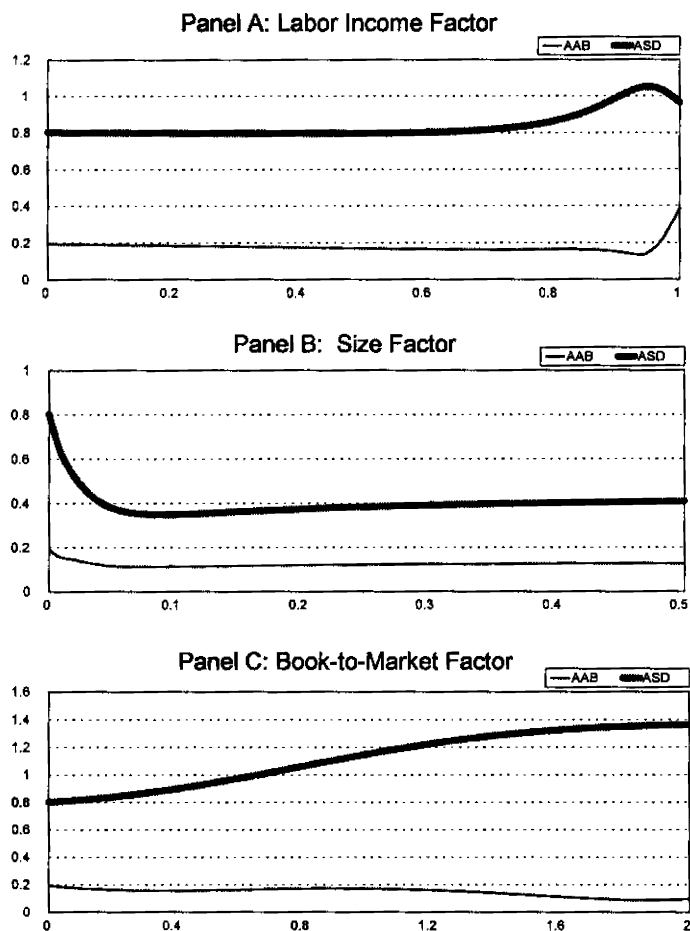 Panel A: Labor Income Factor
AAB ASD
1.2
1
0.8
0.6
0.4
0.2
0
0 0.2 0.4 0.6 0.8 1
Panel B: Size Factor
AAB ASD
1
0.8
0.6
0.4
0.2
0
0 0.1 0.2 0.3 0.4 0.5
Panel C: Book-to-Market Factor
AAB ASD
1.6
1.4
1.2
1
0.8
0.6
0.4
0.2
0
0 0.4 0.8 1.2 1.6 2